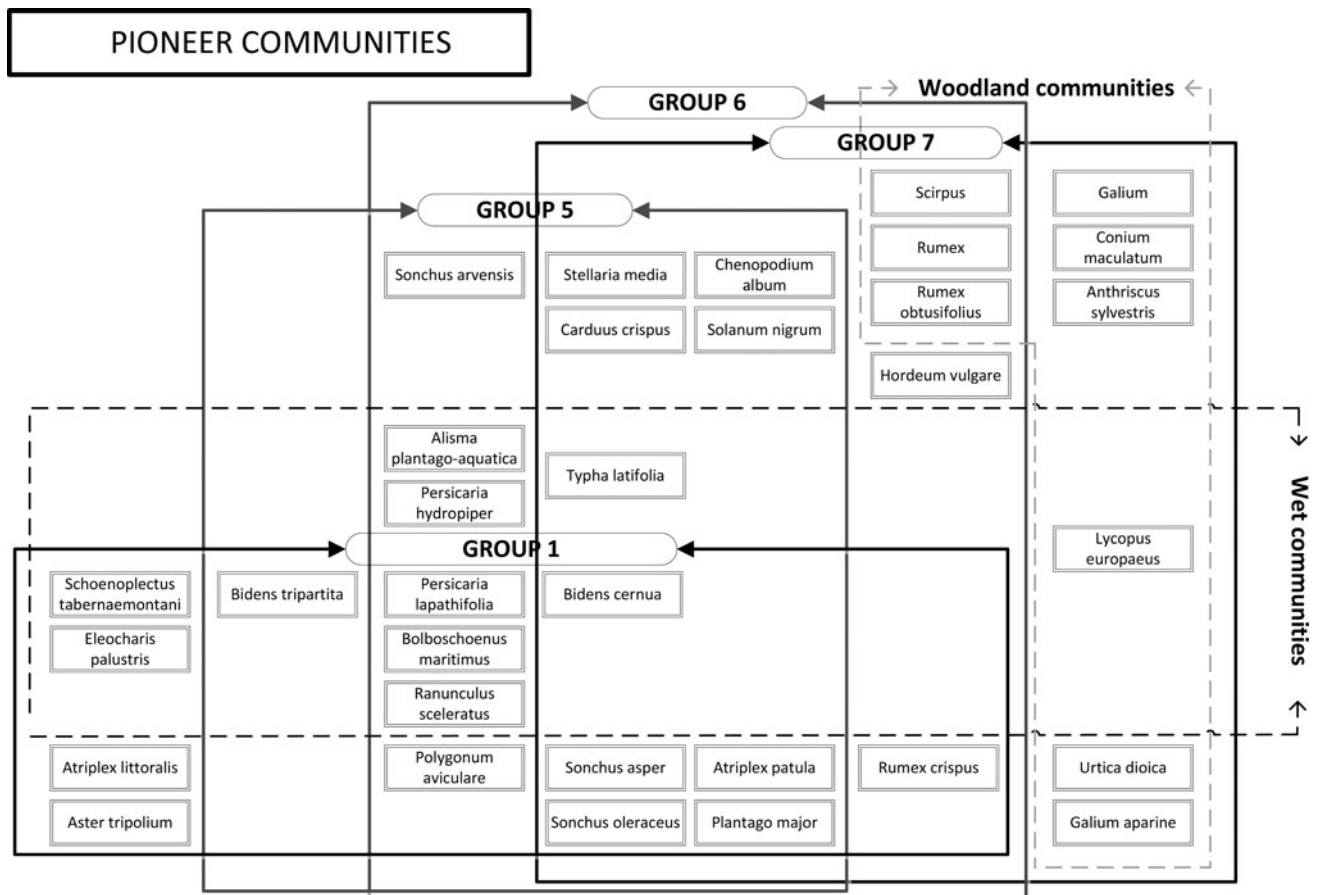 PIONEER COMMUNITIES
Woodland communities
GROUP 6
GROUP 7
Scirpus
Galium
GROUP 5
Rumex
Conium
maculatum
Sonchus arvensis
Stellaria media
Chenopodium
album
Rumex
obtusifolius
Anthriscus
sylvestris
Carduus crispus
Solanum nigrum
Hordeum vulgare
Alisma
plantago-aquatica
Typha latifolia
Persicaria
hydropiper
Wet communities
GROUP 1
Lycopus
europaeus
Schoenoplectus
tabernaemontani
Bidens tripartita
Persicaria
lapathifolia
Bidens cernua
Eleocharis
palustris
Bolboschoenus
maritimus
Ranunculus
sceleratus
Atriplex littoralis
Polygonum
aviculare
Sonchus asper
Atriplex patula
Rumex crispus
Urtica dioica
Aster tripolium
Sonchus oleraceus
Plantago major
Galium aparine